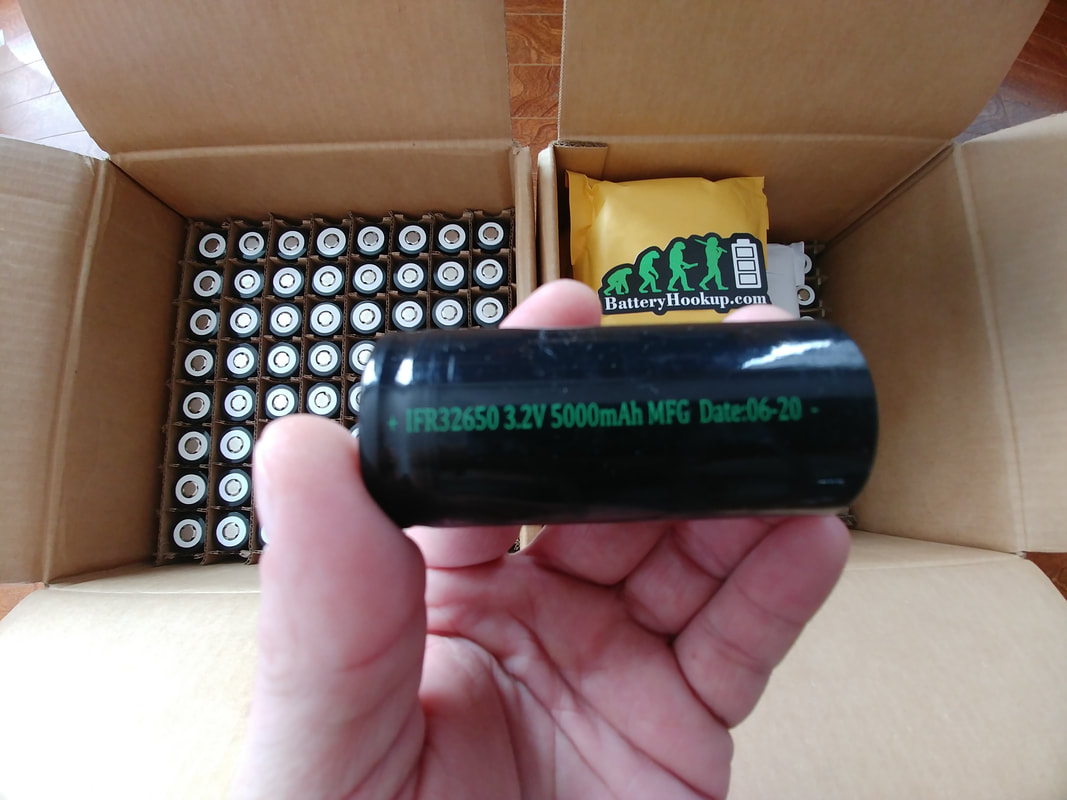 BatteryHookup.com
+ IFR32650 3.2V 5000mAh MFG Date:06-20 -